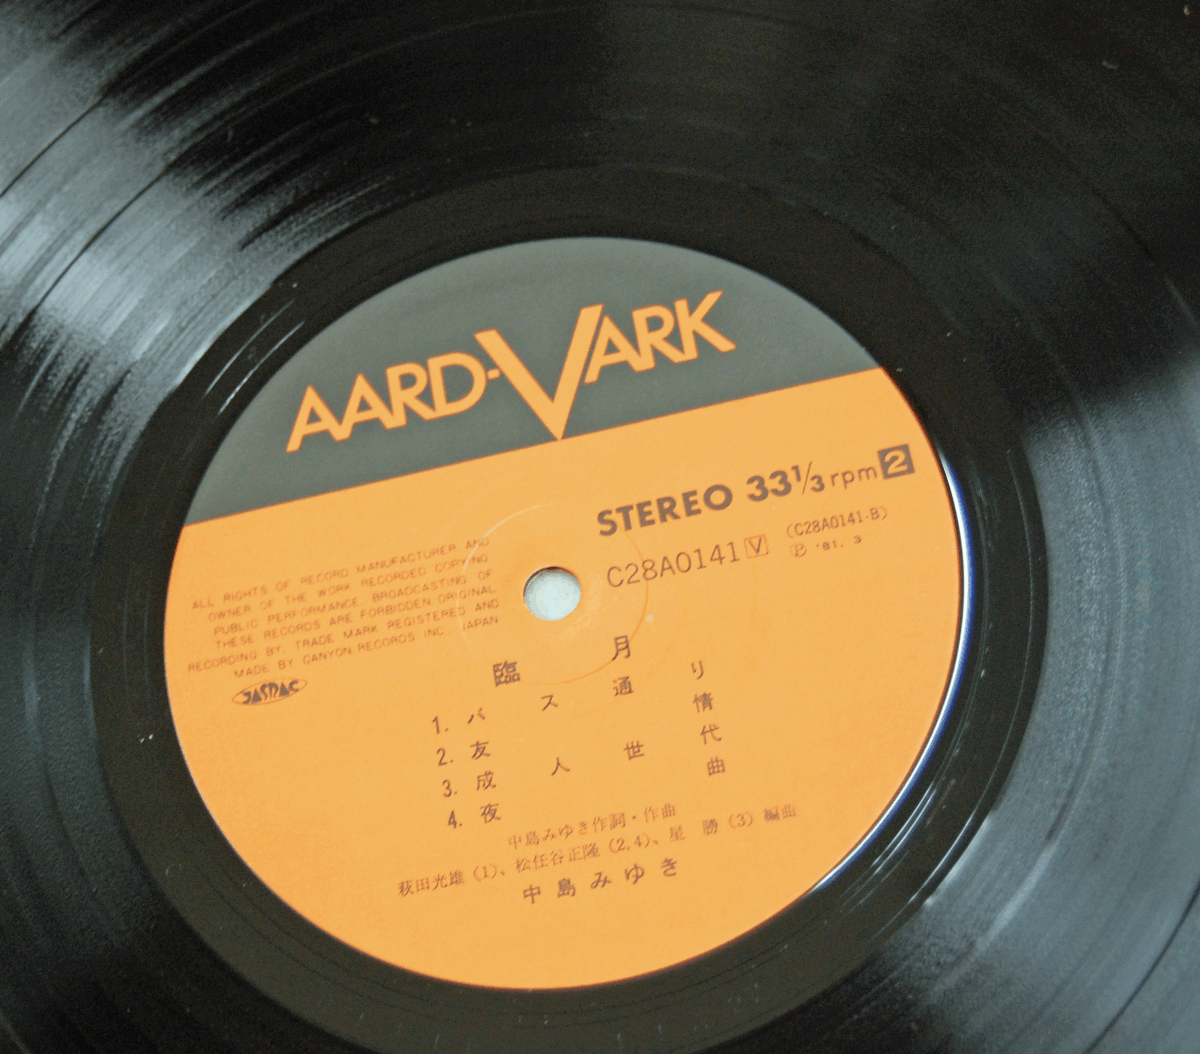 AARD-VARK
STEREO 33 1/3 rpm 2
C28A0141 V (C28A0141-B)
Ⓟ '81. 3
ALL RIGHTS OF RECORD MANUFACTURER AND
OWNER OF THE WORK RECORDED COPYING
PUBLIC PERFORMANCE BROADCASTING OF
THESE RECORDS ARE FORBIDDEN ORIGINAL
RECORDING BY. TRADE MARK REGISTERED AND
MADE BY CANYON RECORDS INC. JAPAN
JASRAC
臨月
1. バス通り
2. 友情
3. 成人世代
4. 夜曲
中島みゆき作詞・作曲
萩田光雄(1)、松任谷正隆(2,4)、星 勝(3)編曲
中島みゆき